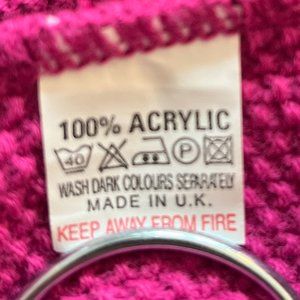 100% ACRYLIC
40 P
WASH DARK COLOURS SEPARATELY
MADE IN U.K.
KEEP AWAY FROM FIRE